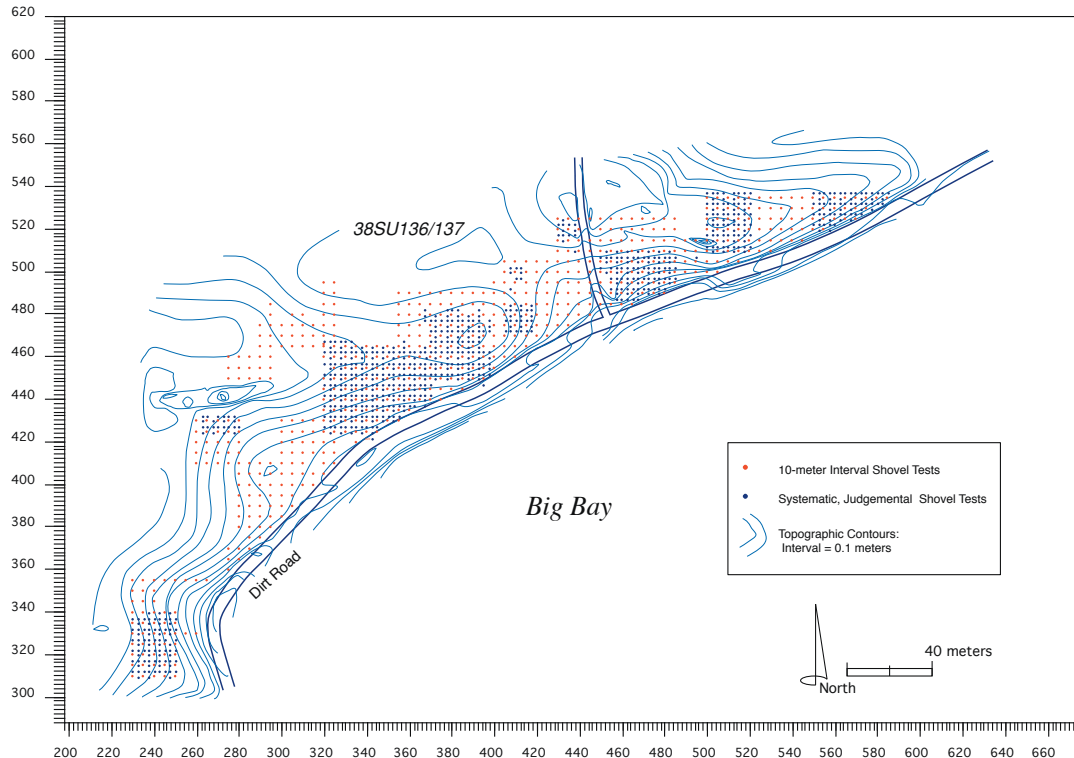 620
620
600
580
560
540
520
500
480
460
440
420
400
380
360
340
320
300
38SU136/137
Big Bay
Dirt Road
10-meter Interval Shovel Tests
Systematic, Judgemental Shovel Tests
Topographic Contours:
Interval = 0.1 meters
40 meters
North
200 220 240 260 280 300 320 340 360 380 400 420 440 460 480 500 520 540 560 580 600 620 640 660